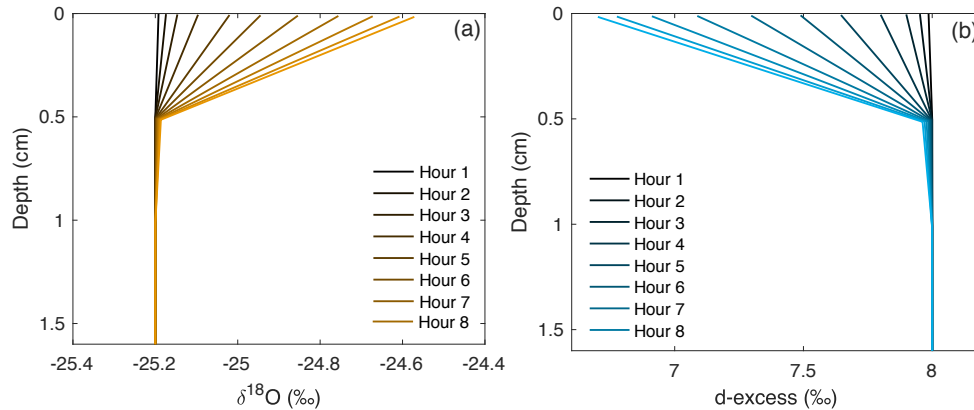 (a)
0
0.5
1
1.5
Depth (cm)
-25.4
-25.2
-25
-24.8
-24.6
-24.4
δ¹⁸O (‰)
Hour 1
Hour 2
Hour 3
Hour 4
Hour 5
Hour 6
Hour 7
Hour 8
(b)
0
0.5
1
1.5
Depth (cm)
7
7.5
8
d-excess (‰)
Hour 1
Hour 2
Hour 3
Hour 4
Hour 5
Hour 6
Hour 7
Hour 8